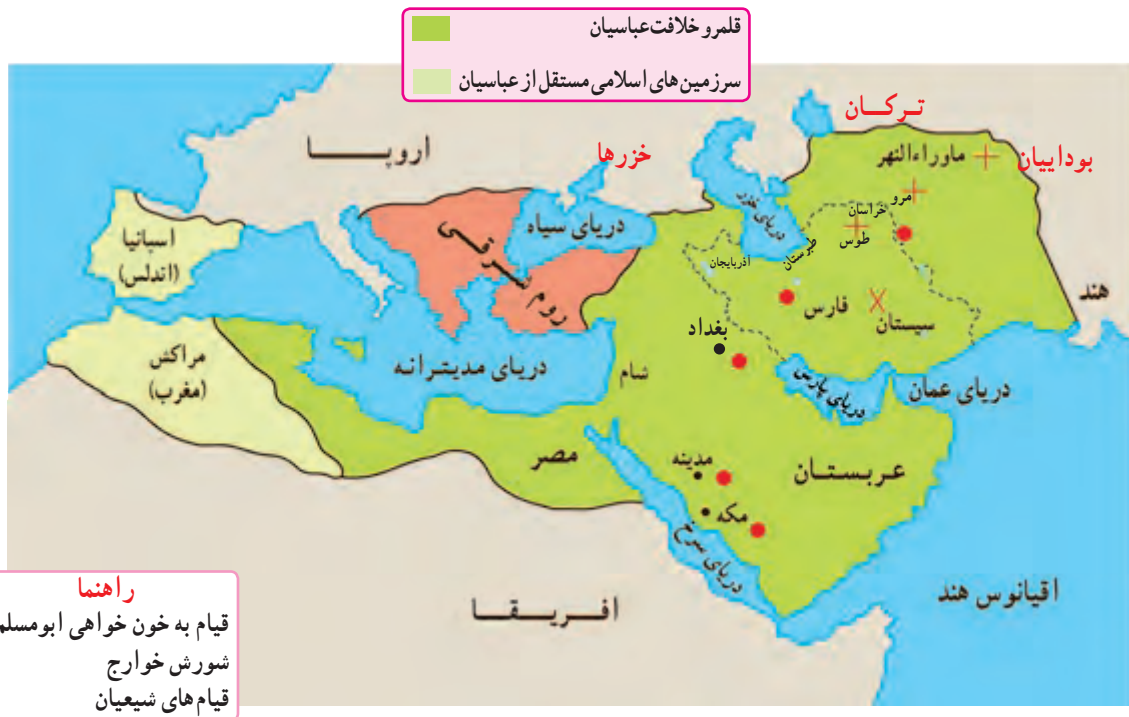 قلمرو خلافت عباسیان
سرزمین‌های اسلامی مستقل از عباسیان
ترکان
خزرها
بوداییان
اروپا
ماوراءالنهر
مرو
خراسان
طوس
دریای خزر
طبرستان
آذربایجان
دریای سیاه
روم شرقی
اسپانیا
(اندلس)
هند
فارس
سیستان
بغداد
مراکش
(مغرب)
دریای مدیترانه
شام
دریای پارس
دریای عمان
مصر
مدینه
مکه
عربستان
دریای سرخ
افریقا
اقیانوس هند
راهنما
قیام به خون خواهی ابومسلم
شورش خوارج
قیام‌های شیعیان